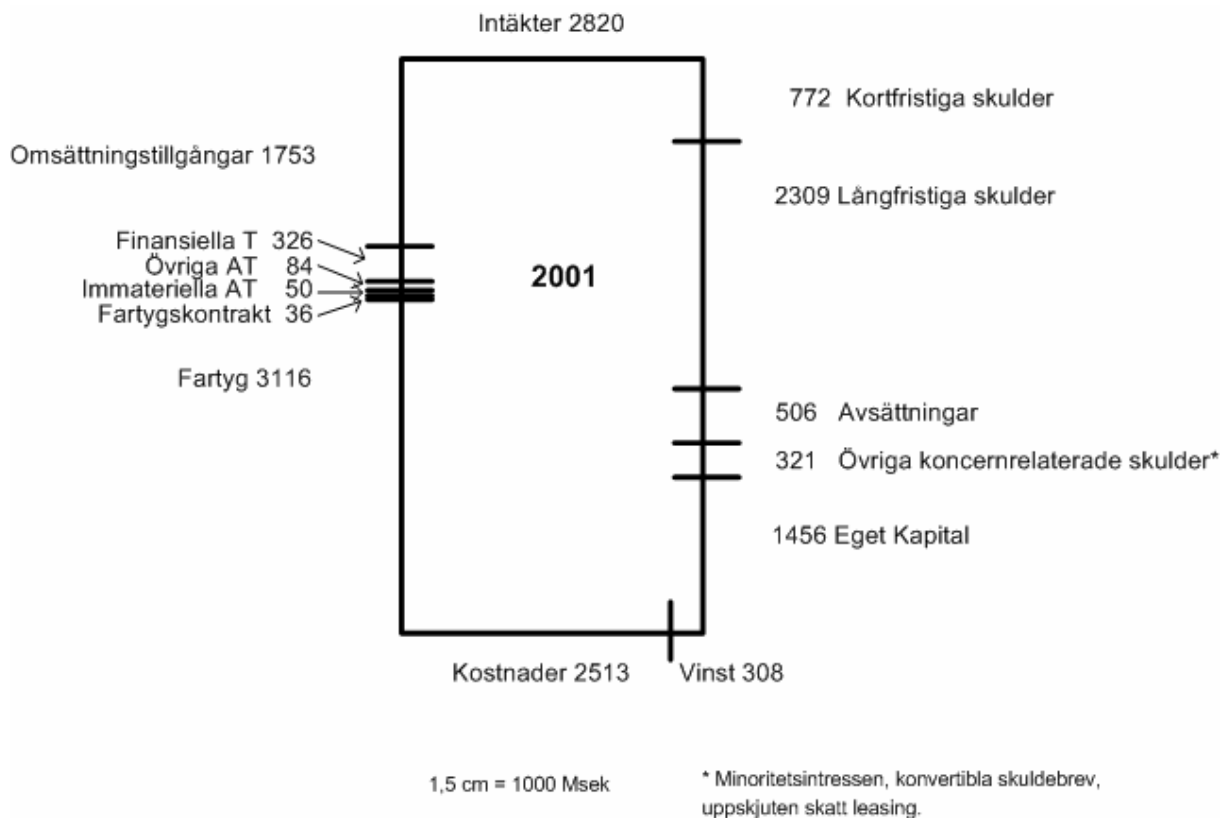 Intäkter 2820
772 Kortfristiga skulder
Omsättningstillgångar 1753
2309 Långfristiga skulder
Finansiella T 326
Övriga AT 84
Immateriella AT 50
Fartygskontrakt 36
2001
Fartyg 3116
506 Avsättningar
321 Övriga koncernrelaterade skulder*
1456 Eget Kapital
Kostnader 2513
Vinst 308
1,5 cm = 1000 Msek
* Minoritetsintressen, konvertibla skuldebrev,
uppskjuten skatt leasing.